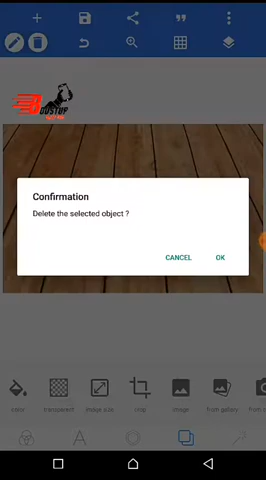 Confirmation
Delete the selected object ?
CANCEL OK
color
transparent
image size
crop
image
from gallery